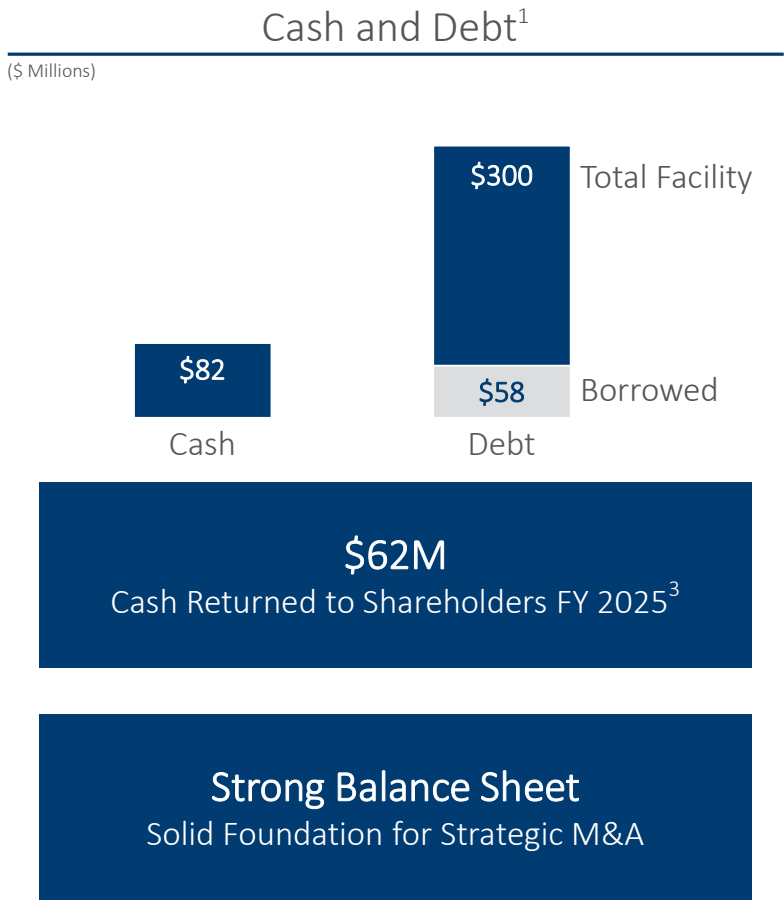 Cash and Debt1
($ Millions)
$300
Total Facility
$82
$58
Borrowed
Cash
Debt
$62M
Cash Returned to Shareholders FY 20253
Strong Balance Sheet
Solid Foundation for Strategic M&A